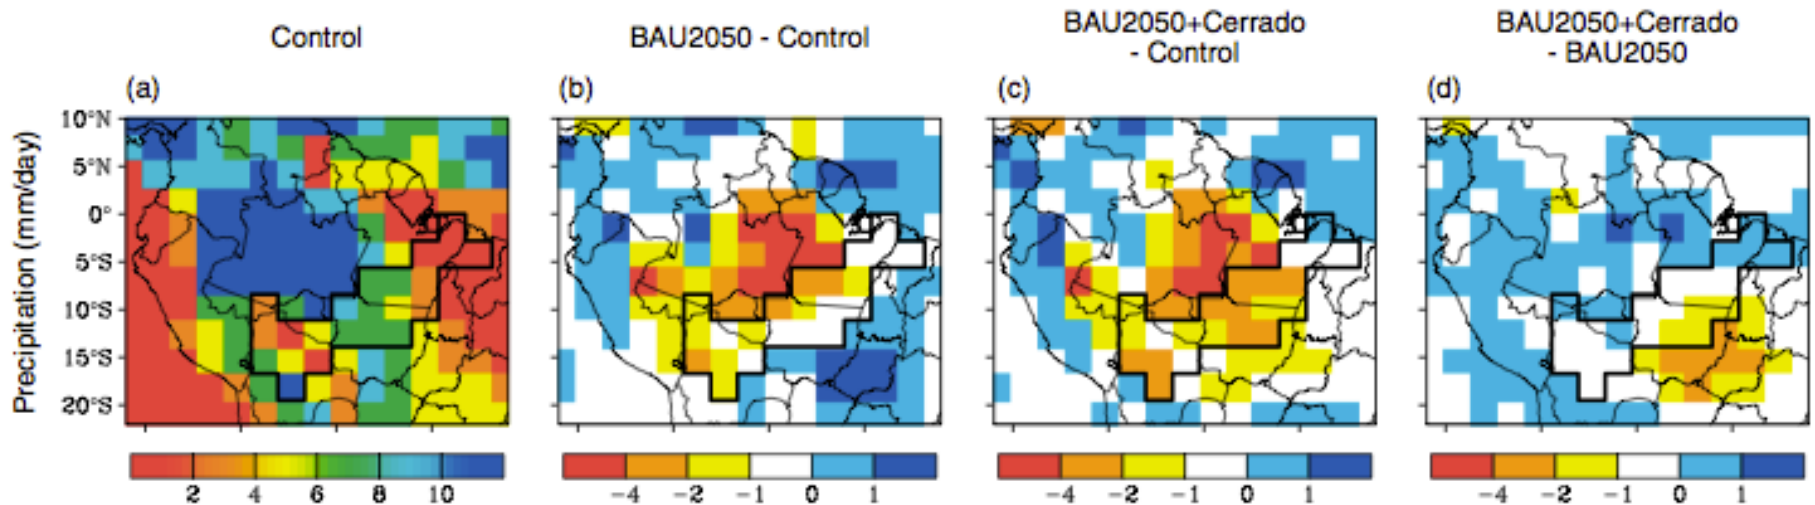 Control
BAU2050 - Control
BAU2050+Cerrado
- Control
BAU2050+Cerrado
- BAU2050
(a)
(b)
(c)
(d)
Precipitation (mm/day)
10°N
5°N
0°
5°S
10°S
15°S
20°S
2 4 6 8 10
-4 -2 -1 0 1
-4 -2 -1 0 1
-4 -2 -1 0 1